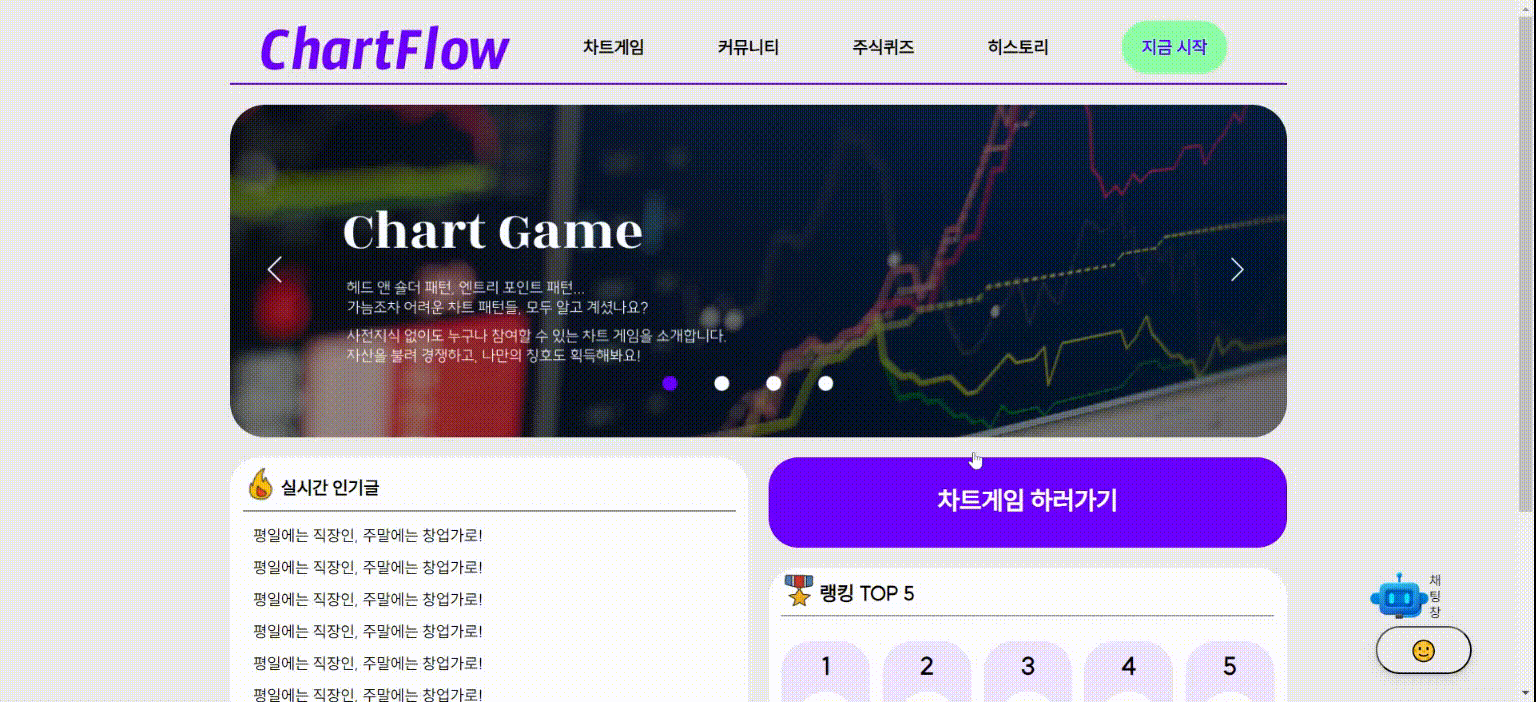 ChartFlow
차트게임
커뮤니티
주식퀴즈
히스토리
지금 시작
Chart Game
헤드 앤 숄더 패턴, 엔트리 포인트 패턴...
가늠조차 어려운 차트 패턴들, 모두 알고 계셨나요?
사전지식 없이도 누구나 참여할 수 있는 차트 게임을 소개합니다.
자산을 불려 경쟁하고, 나만의 칭호도 획득해봐요!
실시간 인기글
평일에는 직장인, 주말에는 창업가로!
평일에는 직장인, 주말에는 창업가로!
평일에는 직장인, 주말에는 창업가로!
평일에는 직장인, 주말에는 창업가로!
평일에는 직장인, 주말에는 창업가로!
평일에는 직장인, 주말에는 창업가로!
차트게임 하러가기
랭킹 TOP 5
1
2
3
4
5
채팅창